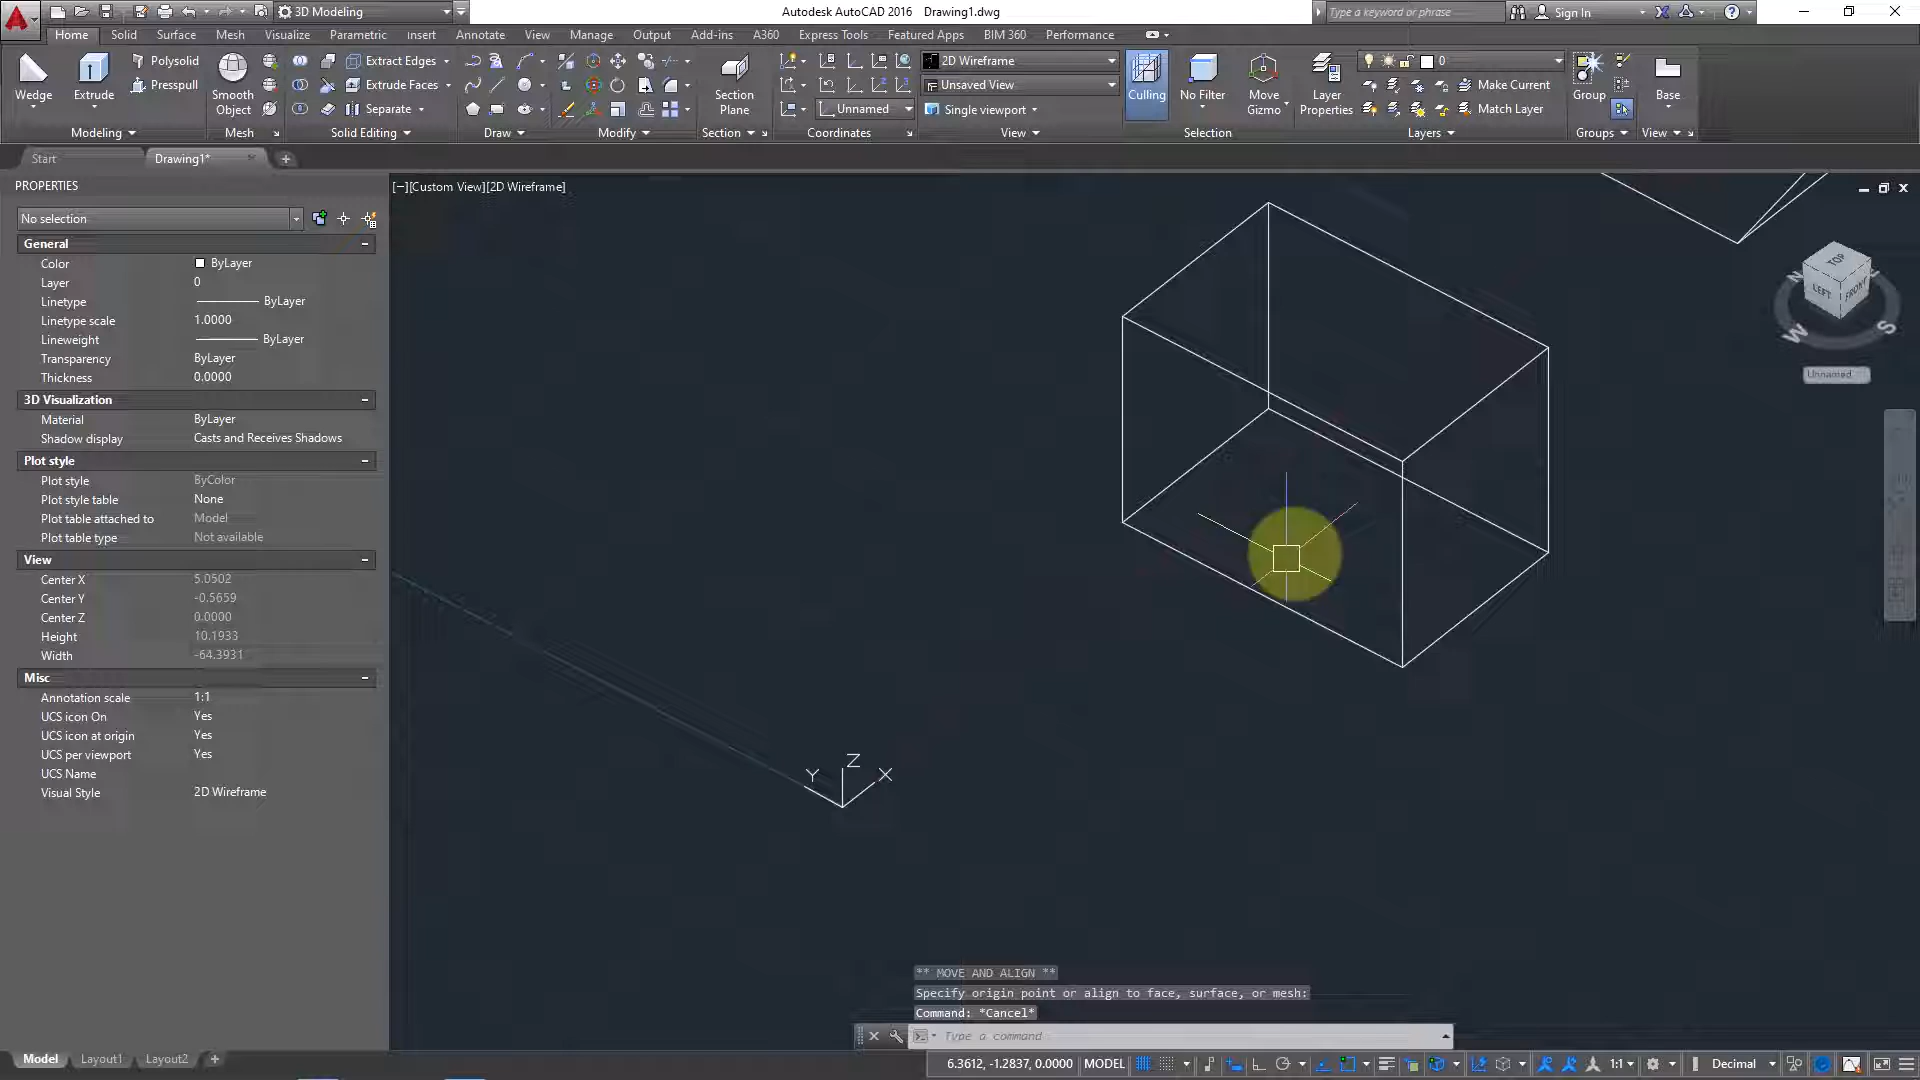 3D Modeling
Autodesk AutoCAD 2016 Drawing1.dwg
Type a keyword or phrase
Sign In
Home Solid Surface Mesh Visualize Parametric Insert Annotate View Manage Output Add-ins A360 Express Tools Featured Apps BIM 360 Performance
Wedge
Extrude
Polysolid
Presspull
Smooth Object
Extract Edges
Extrude Faces
Separate
Section Plane
Unnamed
2D Wireframe
Unsaved View
Single viewport
Culling
No Filter
Move Gizmo
Layer Properties
0
Make Current
Match Layer
Group
Base
Modeling Mesh Solid Editing Draw Modify Section Coordinates View Selection Layers Groups View
Start
Drawing1*
PROPERTIES
[−][Custom View][2D Wireframe]
No selection
General
Color ByLayer
Layer 0
Linetype ByLayer
Linetype scale 1.0000
Lineweight ByLayer
Transparency ByLayer
Thickness 0.0000
3D Visualization
Material ByLayer
Shadow display Casts and Receives Shadows
Plot style
Plot style ByColor
Plot style table None
Plot table attached to Model
Plot table type Not available
View
Center X 5.0502
Center Y -0.5659
Center Z 0.0000
Height 10.1933
Width -64.3931
Misc
Annotation scale 1:1
UCS icon On Yes
UCS icon at origin Yes
UCS per viewport Yes
UCS Name
Visual Style 2D Wireframe
TOP
LEFT
FRONT
N
W
S
Unnamed
Z
Y
X
** MOVE AND ALIGN **
Specify origin point or align to face, surface, or mesh:
Command: *Cancel*
Type a command
Model Layout1 Layout2
6.3612, -1.2837, 0.0000 MODEL
1:1
Decimal